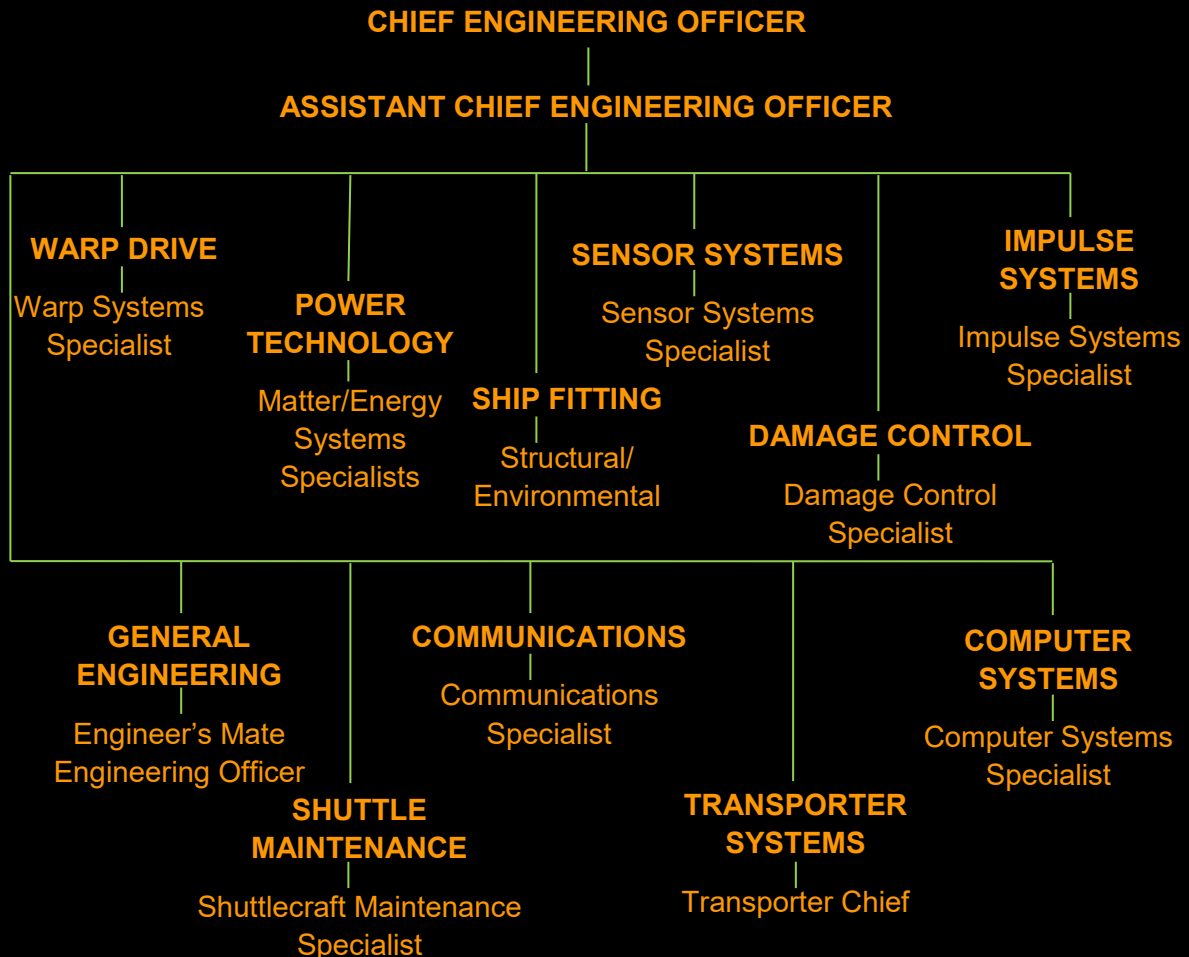 CHIEF ENGINEERING OFFICER
ASSISTANT CHIEF ENGINEERING OFFICER
WARP DRIVE
Warp Systems
Specialist
POWER
TECHNOLOGY
Matter/Energy
Systems
Specialists
SHIP FITTING
Structural/
Environmental
SENSOR SYSTEMS
Sensor Systems
Specialist
DAMAGE CONTROL
Damage Control
Specialist
IMPULSE
SYSTEMS
Impulse Systems
Specialist
GENERAL
ENGINEERING
Engineer’s Mate
Engineering Officer
SHUTTLE
MAINTENANCE
Shuttlecraft Maintenance
Specialist
COMMUNICATIONS
Communications
Specialist
TRANSPORTER
SYSTEMS
Transporter Chief
COMPUTER
SYSTEMS
Computer Systems
Specialist